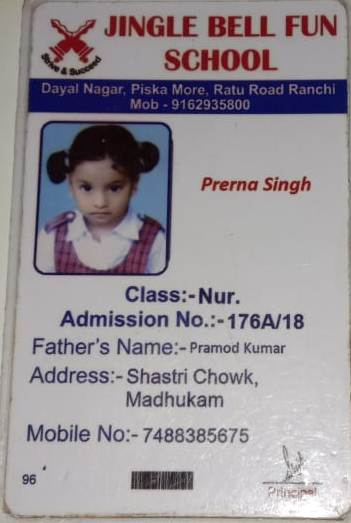 JINGLE BELL FUN
SCHOOL
Strive & Succeed
Dayal Nagar, Piska More, Ratu Road Ranchi
Mob - 9162935800
Prerna Singh
Class:-Nur.
Admission No.:-176A/18
Father's Name:-Pramod Kumar
Address:-Shastri Chowk,
Madhukam
Mobile No:-7488385675
96
Principal